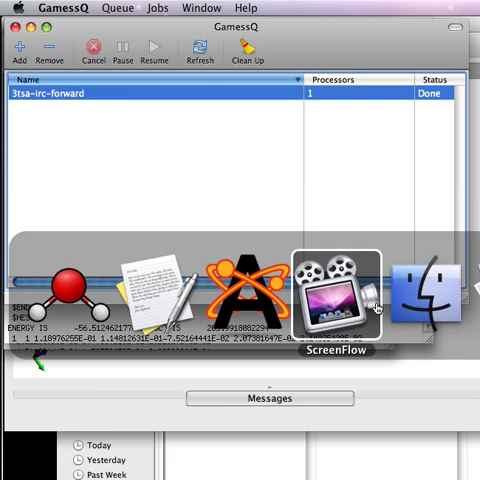 GamessQ Queue Jobs Window Help
GamessQ
Add Remove Cancel Pause Resume Refresh Clean Up
Name Processors Status
3tsa-irc-forward 1 Done
ENERGY IS
ScreenFlow
Messages
Today
Yesterday
Past Week